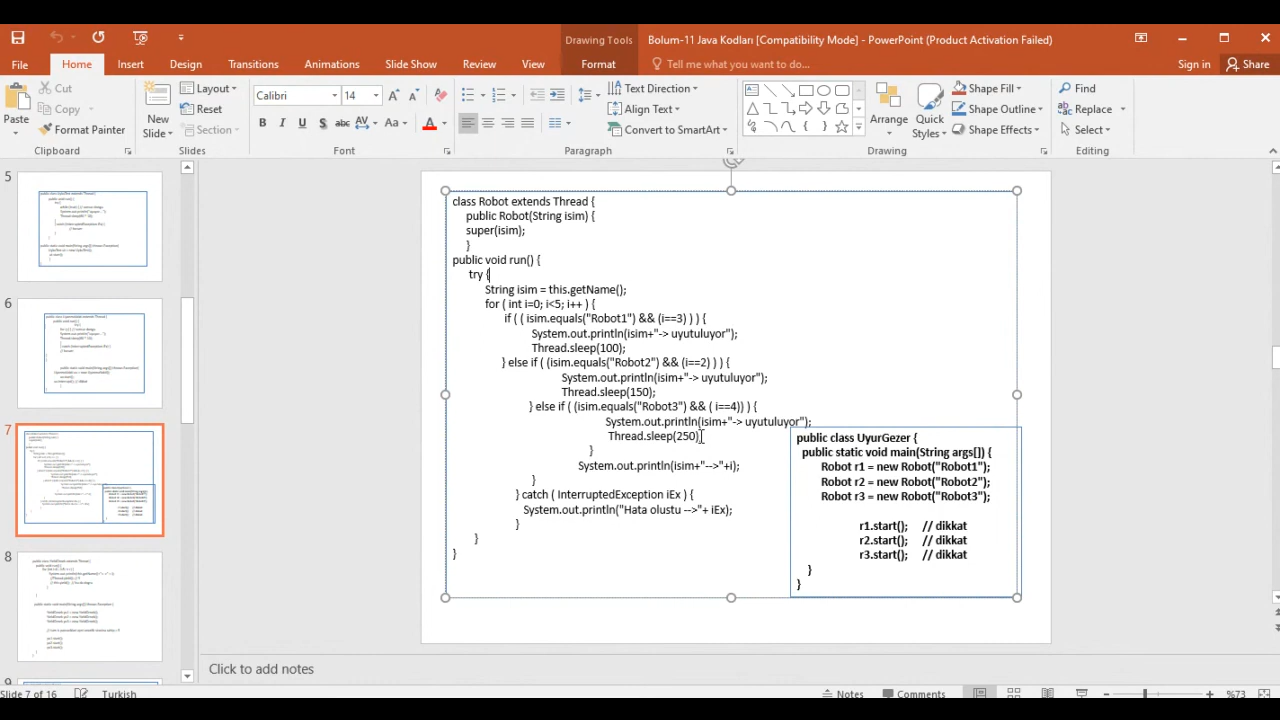 Drawing Tools
Bolum-11 Java Kodları [Compatibility Mode] - PowerPoint (Product Activation Failed)
File Home Insert Design Transitions Animations Slide Show Review View Format Tell me what you want to do... Sign in Share
Paste
Cut
Copy
Format Painter
Clipboard
New Slide
Layout
Reset
Section
Slides
Calibri 14
Font
Paragraph
Text Direction
Align Text
Convert to SmartArt
Arrange
Quick Styles
Shape Fill
Shape Outline
Shape Effects
Drawing
Find
Replace
Select
Editing
5
6
7
8
class Robot extends Thread {
public Robot(String isim) {
super(isim);
}
public void run() {
try {
String isim = this.getName();
for ( int i=0; i<5; i++ ) {
if ( ( isim.equals("Robot1") && (i==3) ) ) {
System.out.println(isim+"-> uyutuluyor");
Thread.sleep(100);
} else if ( (isim.equals("Robot2") && (i==2) ) ) {
System.out.println(isim+"-> uyutuluyor");
Thread.sleep(150);
} else if ( (isim.equals("Robot3") && ( i==4)) ) {
System.out.println(isim+"-> uyutuluyor");
Thread.sleep(250)
}
System.out.println(isim+"-->"+i);
catch ( InterruptedException iEx ) {
System.out.println("Hata olustu -->"+ iEx);
}
}
}
public class UyurGezer {
public static void main(String args[]) {
Robot r1 = new Robot("Robot1");
Robot r2 = new Robot("Robot2");
Robot r3 = new Robot("Robot3");
r1.start(); // dikkat
r2.start(); // dikkat
r3.start(); // dikkat
}
}
Click to add notes
Slide 7 of 16 Turkish Notes Comments %73